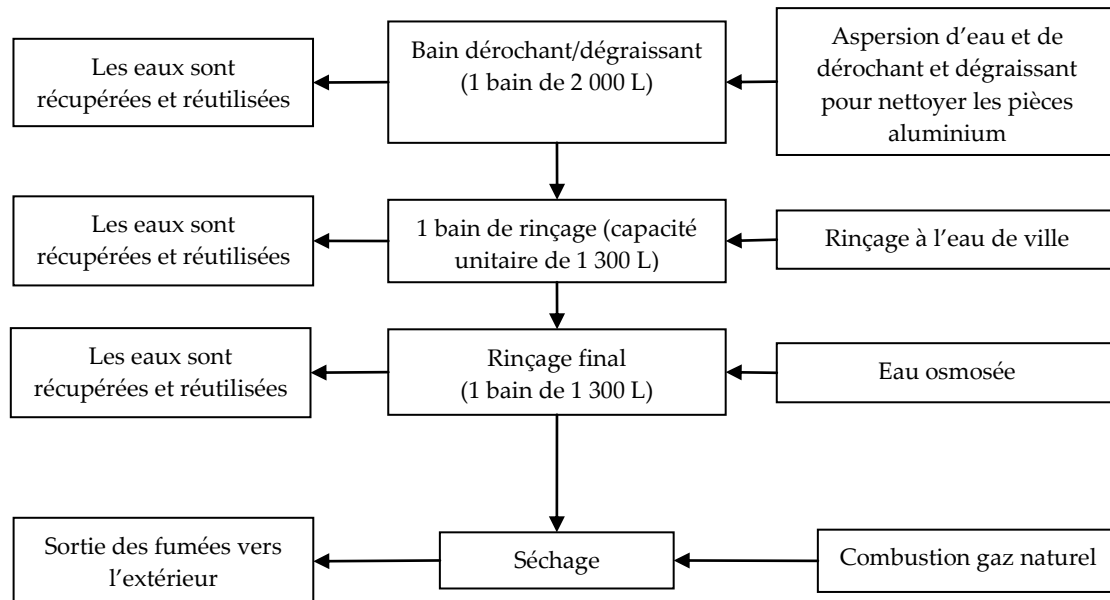 Les eaux sont
récupérées et réutilisées
Bain dérochant/dégraissant
(1 bain de 2 000 L)
Aspersion d'eau et de
dérochant et dégraissant
pour nettoyer les pièces
aluminium
Les eaux sont
récupérées et réutilisées
1 bain de rinçage (capacité
unitaire de 1 300 L)
Rinçage à l'eau de ville
Les eaux sont
récupérées et réutilisées
Rinçage final
(1 bain de 1 300 L)
Eau osmosée
Sortie des fumées vers
l'extérieur
Séchage
Combustion gaz naturel